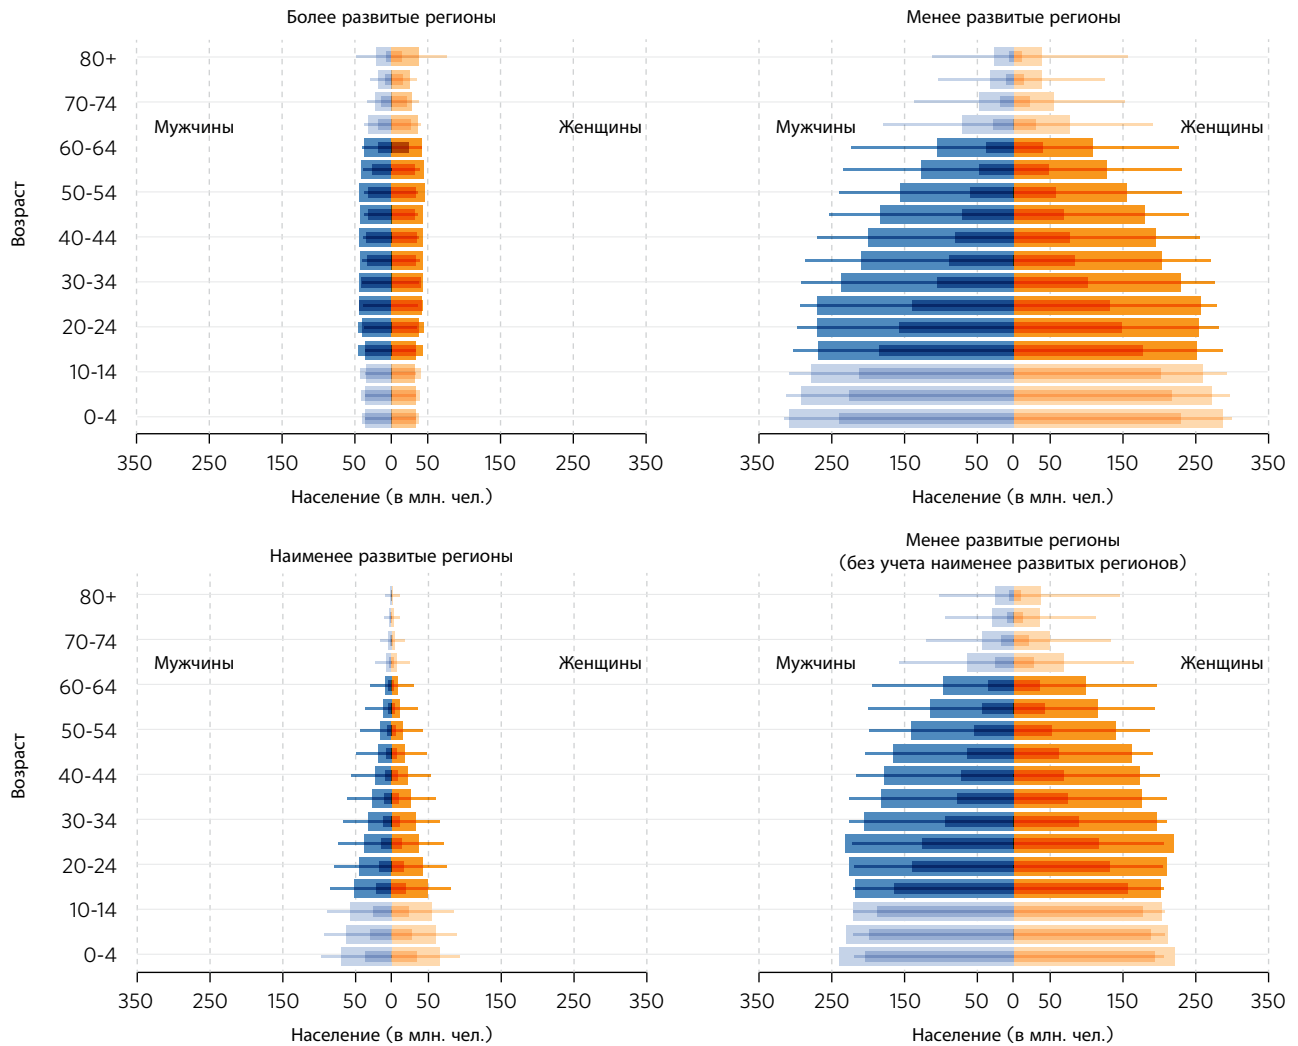 Более развитые регионы
Менее развитые регионы
80+
70-74
Мужчины
Женщины
Мужчины
Женщины
60-64
50-54
Возраст
40-44
30-34
20-24
10-14
0-4
350 250 150 50 0 50 150 250 350
350 250 150 50 0 50 150 250 350
Население (в млн. чел.)
Население (в млн. чел.)
Наименее развитые регионы
Менее развитые регионы
(без учета наименее развитых регионов)
80+
70-74
Мужчины
Женщины
Мужчины
Женщины
60-64
50-54
Возраст
40-44
30-34
20-24
10-14
0-4
350 250 150 50 0 50 150 250 350
350 250 150 50 0 50 150 250 350
Население (в млн. чел.)
Население (в млн. чел.)